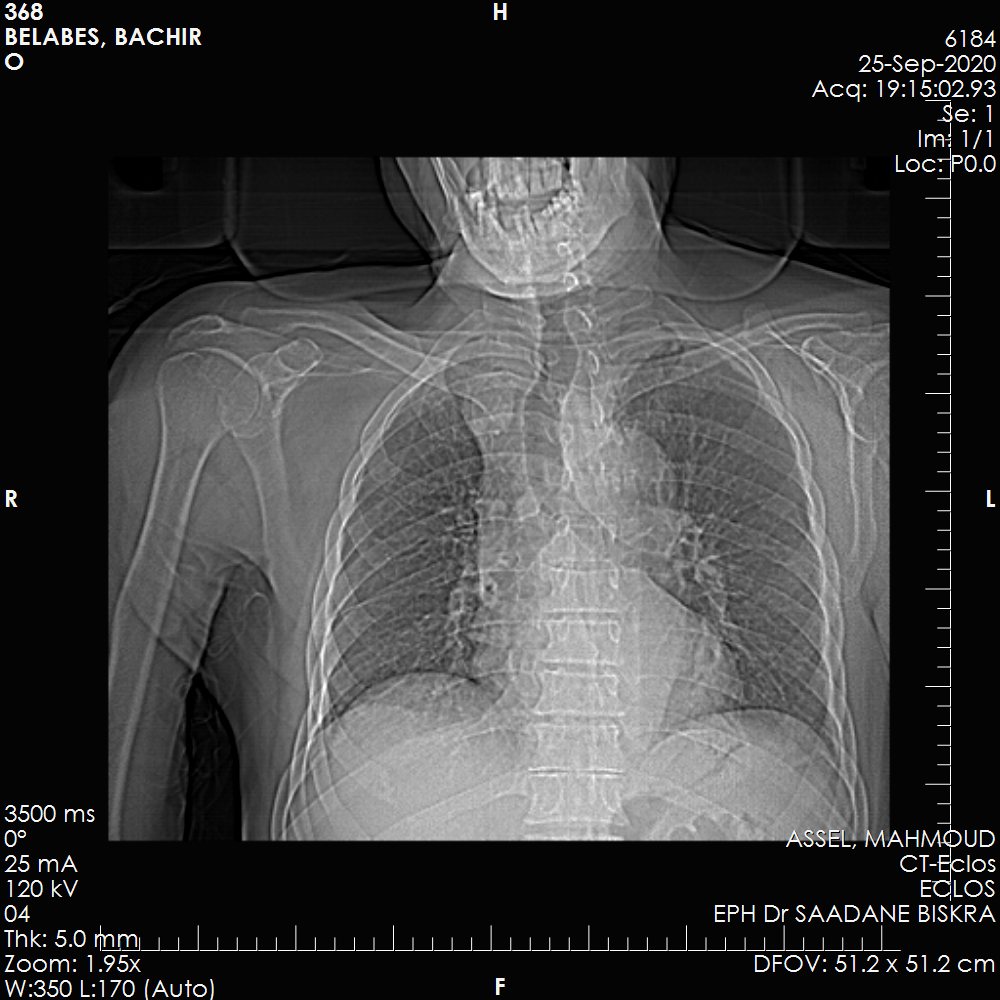 368
BELABES, BACHIR
O
H
6184
25-Sep-2020
Acq: 19:15:02.93
Se: 1
Im: 1/1
Loc: P0.0
R
L
3500 ms
0°
25 mA
120 kV
04
Thk: 5.0 mm
Zoom: 1.95x
W:350 L:170 (Auto)
F
ASSEL, MAHMOUD
CT-Eclos
ECLOS
EPH Dr SAADANE BISKRA
DFOV: 51.2 x 51.2 cm